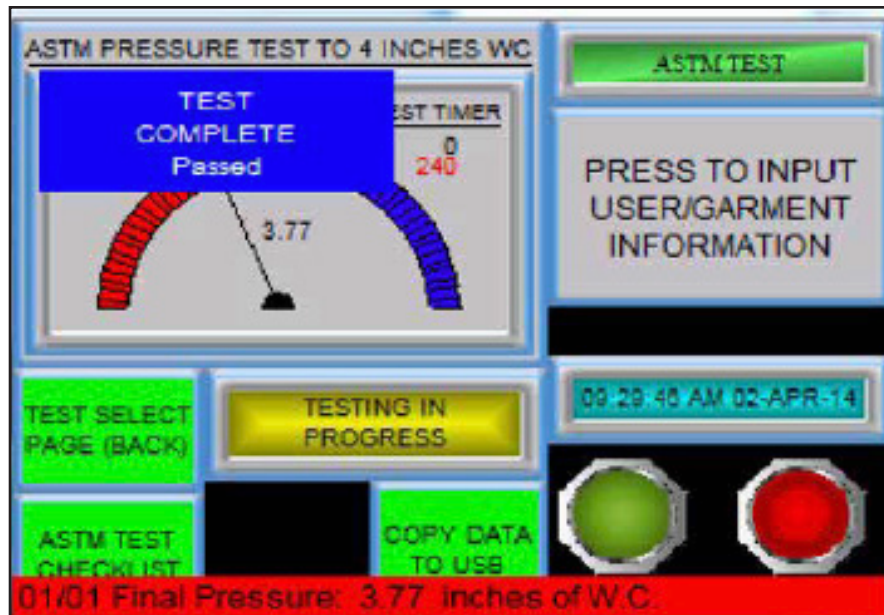 ASTM PRESSURE TEST TO 4 INCHES WC
TEST
COMPLETE
Passed
EST TIMER
0
240
3.77
ASTM TEST
PRESS TO INPUT
USER/GARMENT
INFORMATION
TEST SELECT
PAGE (BACK)
TESTING IN
PROGRESS
09:29:46 AM 02-APR-14
ASTM TEST
CHECKLIST
COPY DATA
TO USB
01/01 Final Pressure: 3.77 inches of W.C.